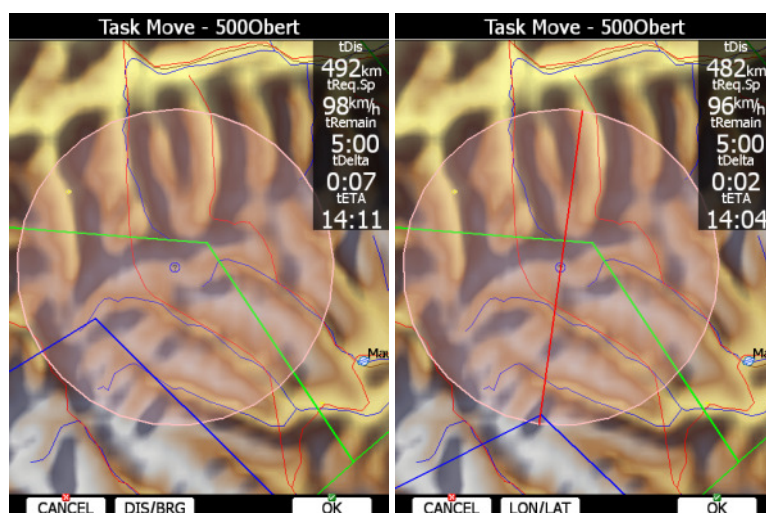 Task Move - 500Obert
tDis
492km
tReq.Sp
98km/h
tRemain
5:00
tDelta
0:07
tETA
14:11
Mau
CANCEL DIS/BRG OK
Task Move - 500Obert
tDis
482km
tReq.Sp
96km/h
tRemain
5:00
tDelta
0:02
tETA
14:04
CANCEL LON/LAT OK